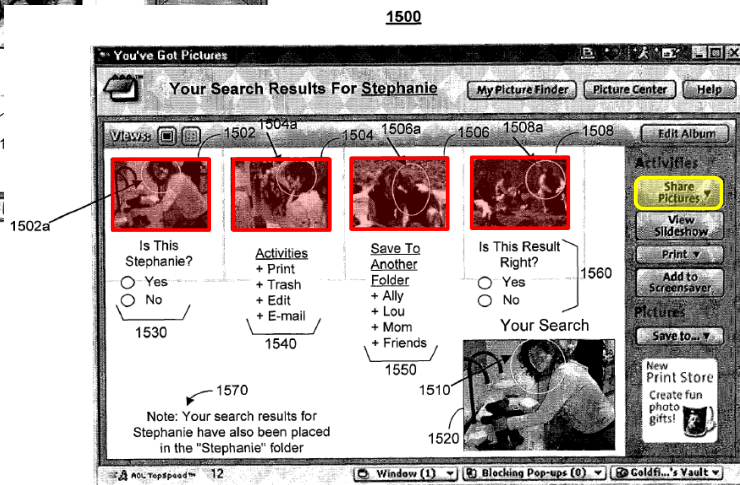 1500
You've Got Pictures
Your Search Results For Stephanie
My Picture Finder
Picture Center
Help
Views:
1502
1504a
1504
1506a
1506
1508a
1508
Edit Album
Activities
Share
Pictures
View
Slideshow
Print
Add to
Screensaver
Pictures
Save to...
1502a
Is This
Stephanie?
Yes
No
1530
Activities
+ Print
+ Trash
+ Edit
+ E-mail
1540
Save To
Another
Folder
+ Ally
+ Lou
+ Mom
+ Friends
1550
Is This Result
Right?
Yes
No
1560
Your Search
1510
1520
1570
Note: Your search results for
Stephanie have also been placed
in the "Stephanie" folder
New
Print Store
Create fun
photo
gifts!
AOL TopSpeed™
12
Window (1)
Blocking Pop-ups (0)
Goldfi...'s Vault